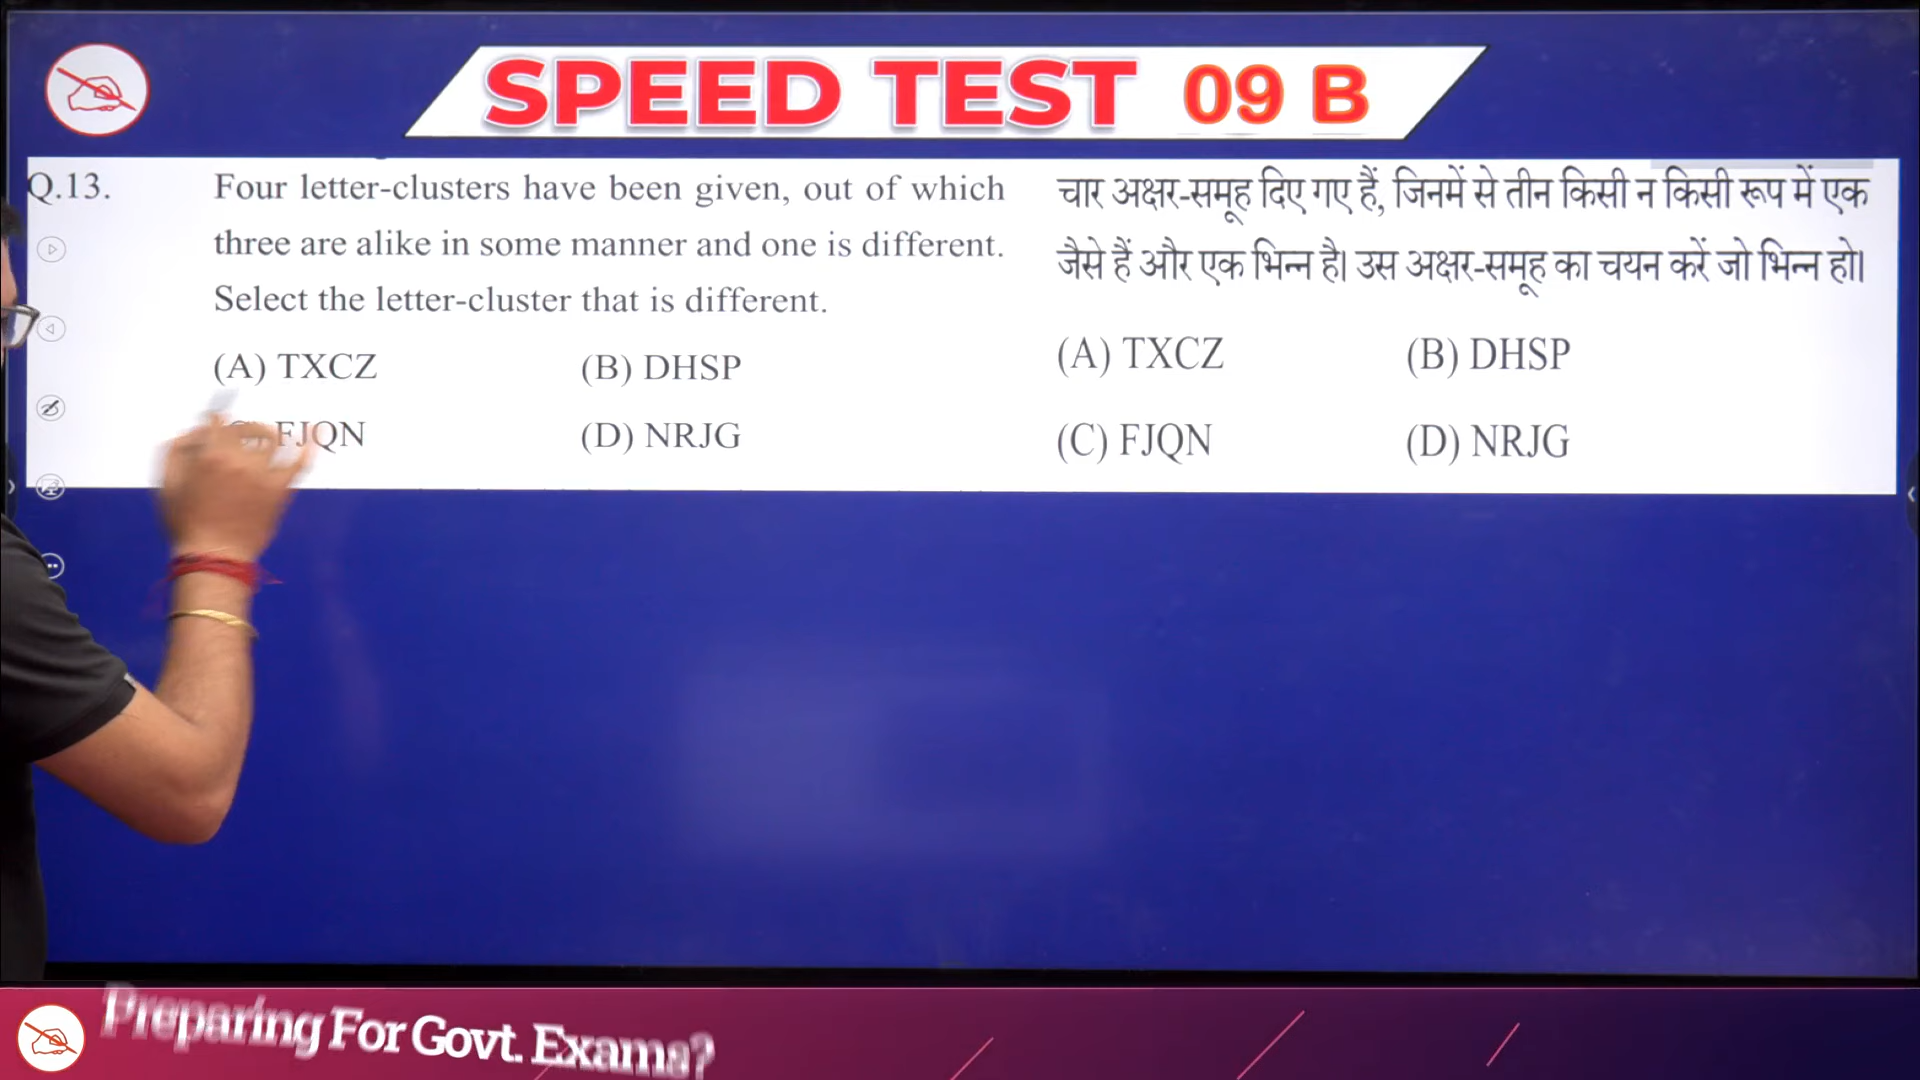 SPEED TEST 09 B
Q.13.
Four letter-clusters have been given, out of which
three are alike in some manner and one is different.
Select the letter-cluster that is different.
(A) TXCZ (B) DHSP
FJQN (D) NRJG
चार अक्षर-समूह दिए गए हैं, जिनमें से तीन किसी न किसी रूप में एक
जैसे हैं और एक भिन्न है। उस अक्षर-समूह का चयन करें जो भिन्न हो।
(A) TXCZ (B) DHSP
(C) FJQN (D) NRJG
Preparing For Govt. Exams?